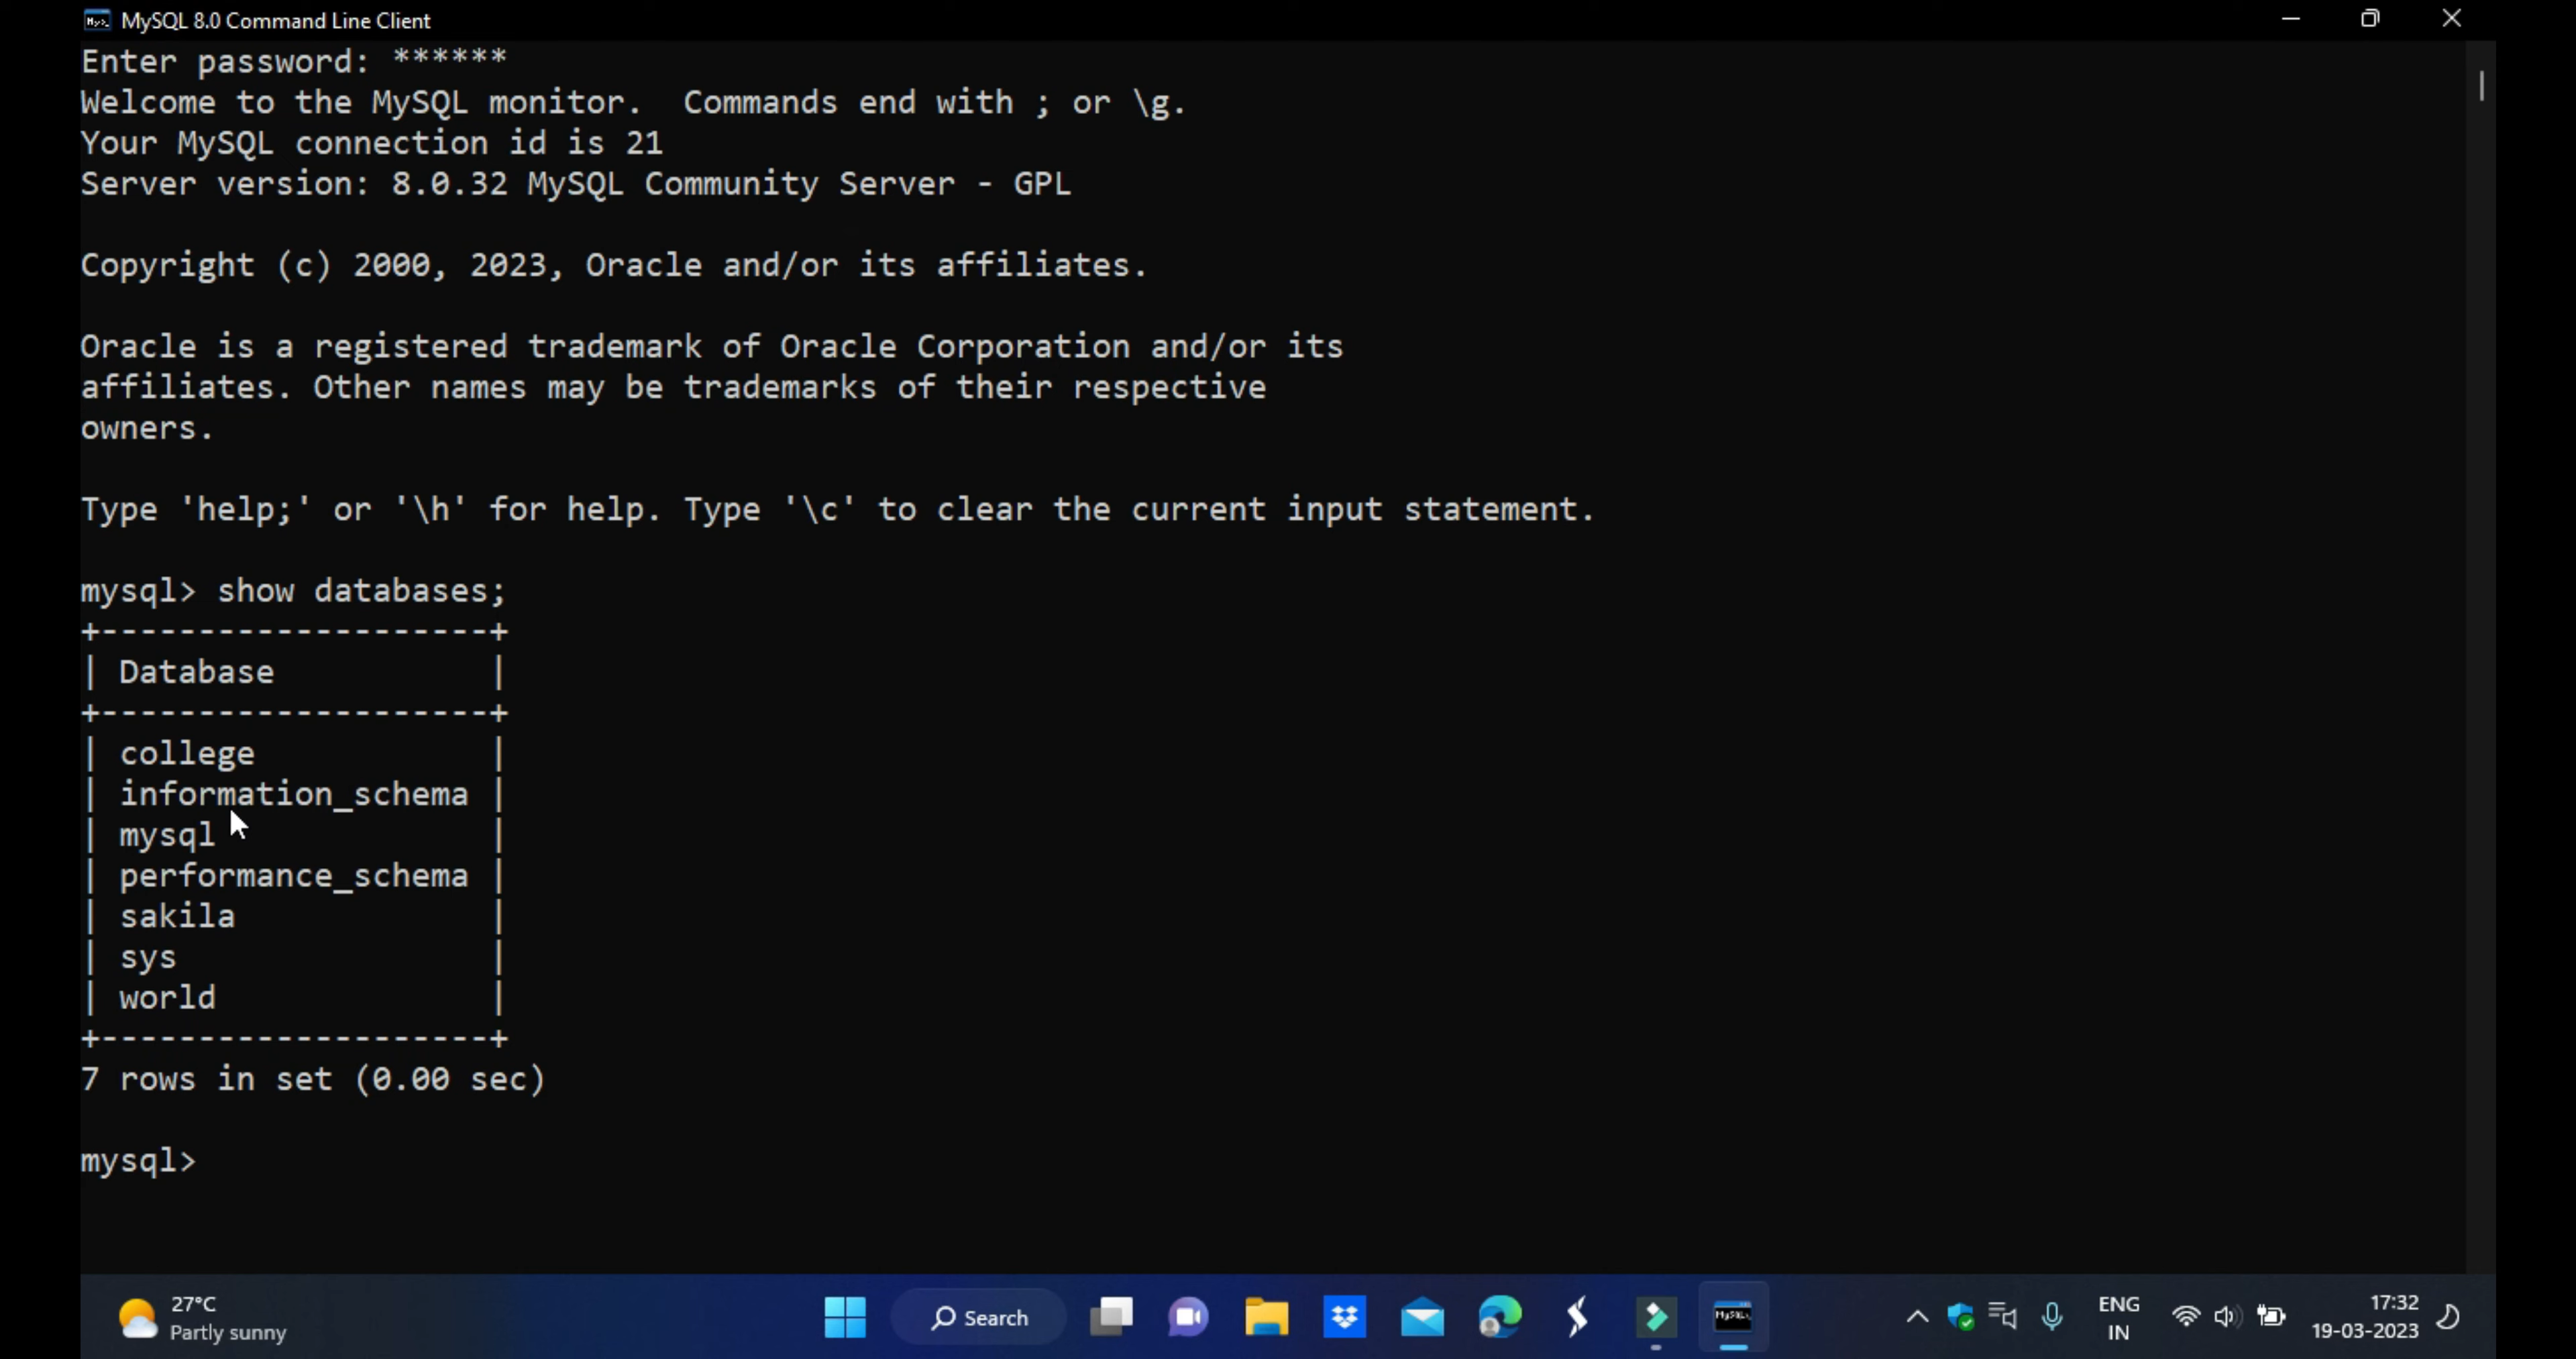 MySQL 8.0 Command Line Client
Enter password: ******
Welcome to the MySQL monitor.  Commands end with ; or \g.
Your MySQL connection id is 21
Server version: 8.0.32 MySQL Community Server - GPL
Copyright (c) 2000, 2023, Oracle and/or its affiliates.
Oracle is a registered trademark of Oracle Corporation and/or its
affiliates. Other names may be trademarks of their respective
owners.
Type 'help;' or '\h' for help. Type '\c' to clear the current input statement.
mysql> show databases;
+--------------------+
| Database           |
+--------------------+
| college            |
| information_schema |
| mysql              |
| performance_schema |
| sakila             |
| sys                |
| world              |
+--------------------+
7 rows in set (0.00 sec)
mysql>
27°C
Partly sunny
Search
ENG
IN
17:32
19-03-2023